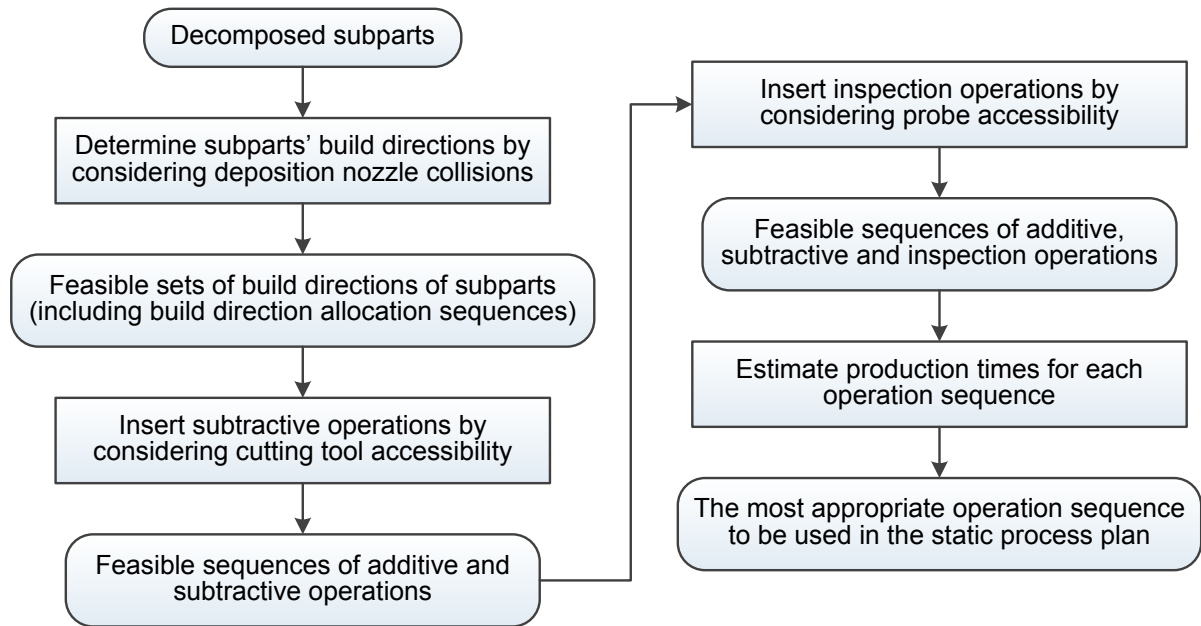 Decomposed subparts
Determine subparts’ build directions by
considering deposition nozzle collisions
Feasible sets of build directions of subparts
(including build direction allocation sequences)
Insert subtractive operations by
considering cutting tool accessibility
Feasible sequences of additive and
subtractive operations
Insert inspection operations by
considering probe accessibility
Feasible sequences of additive,
subtractive and inspection operations
Estimate production times for each
operation sequence
The most appropriate operation sequence
to be used in the static process plan